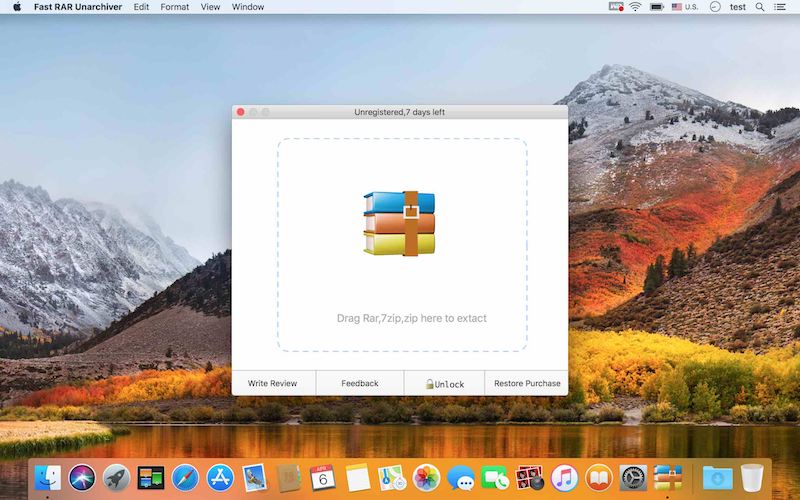 Fast RAR Unarchiver Edit Format View Window U.S. test
Unregistered,7 days left
Drag Rar,7zip,zip here to extact
Write Review Feedback Unlock Restore Purchase
APR
6